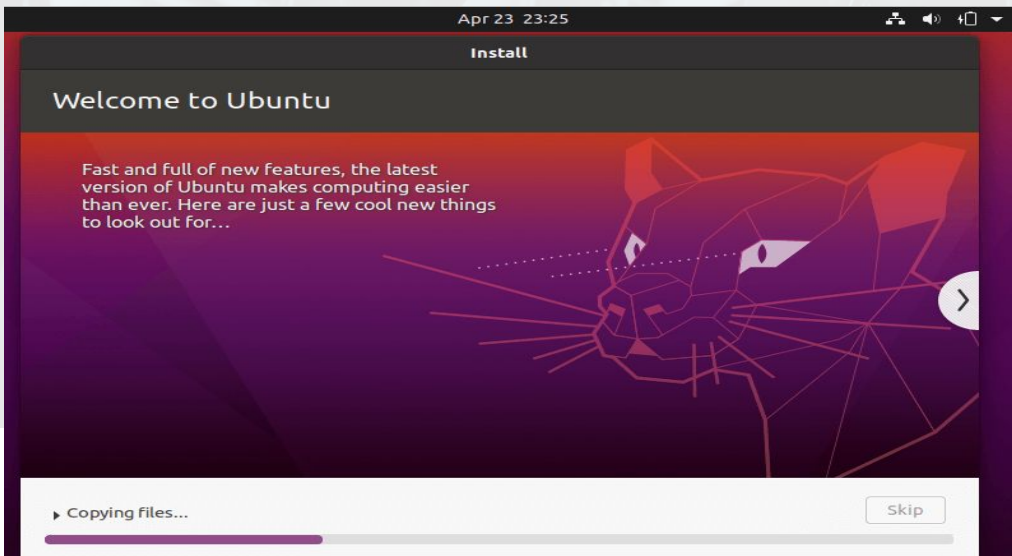 Apr 23 23:25
Install
Welcome to Ubuntu
Fast and full of new features, the latest
version of Ubuntu makes computing easier
than ever. Here are just a few cool new things
to look out for...
Copying files...
Skip